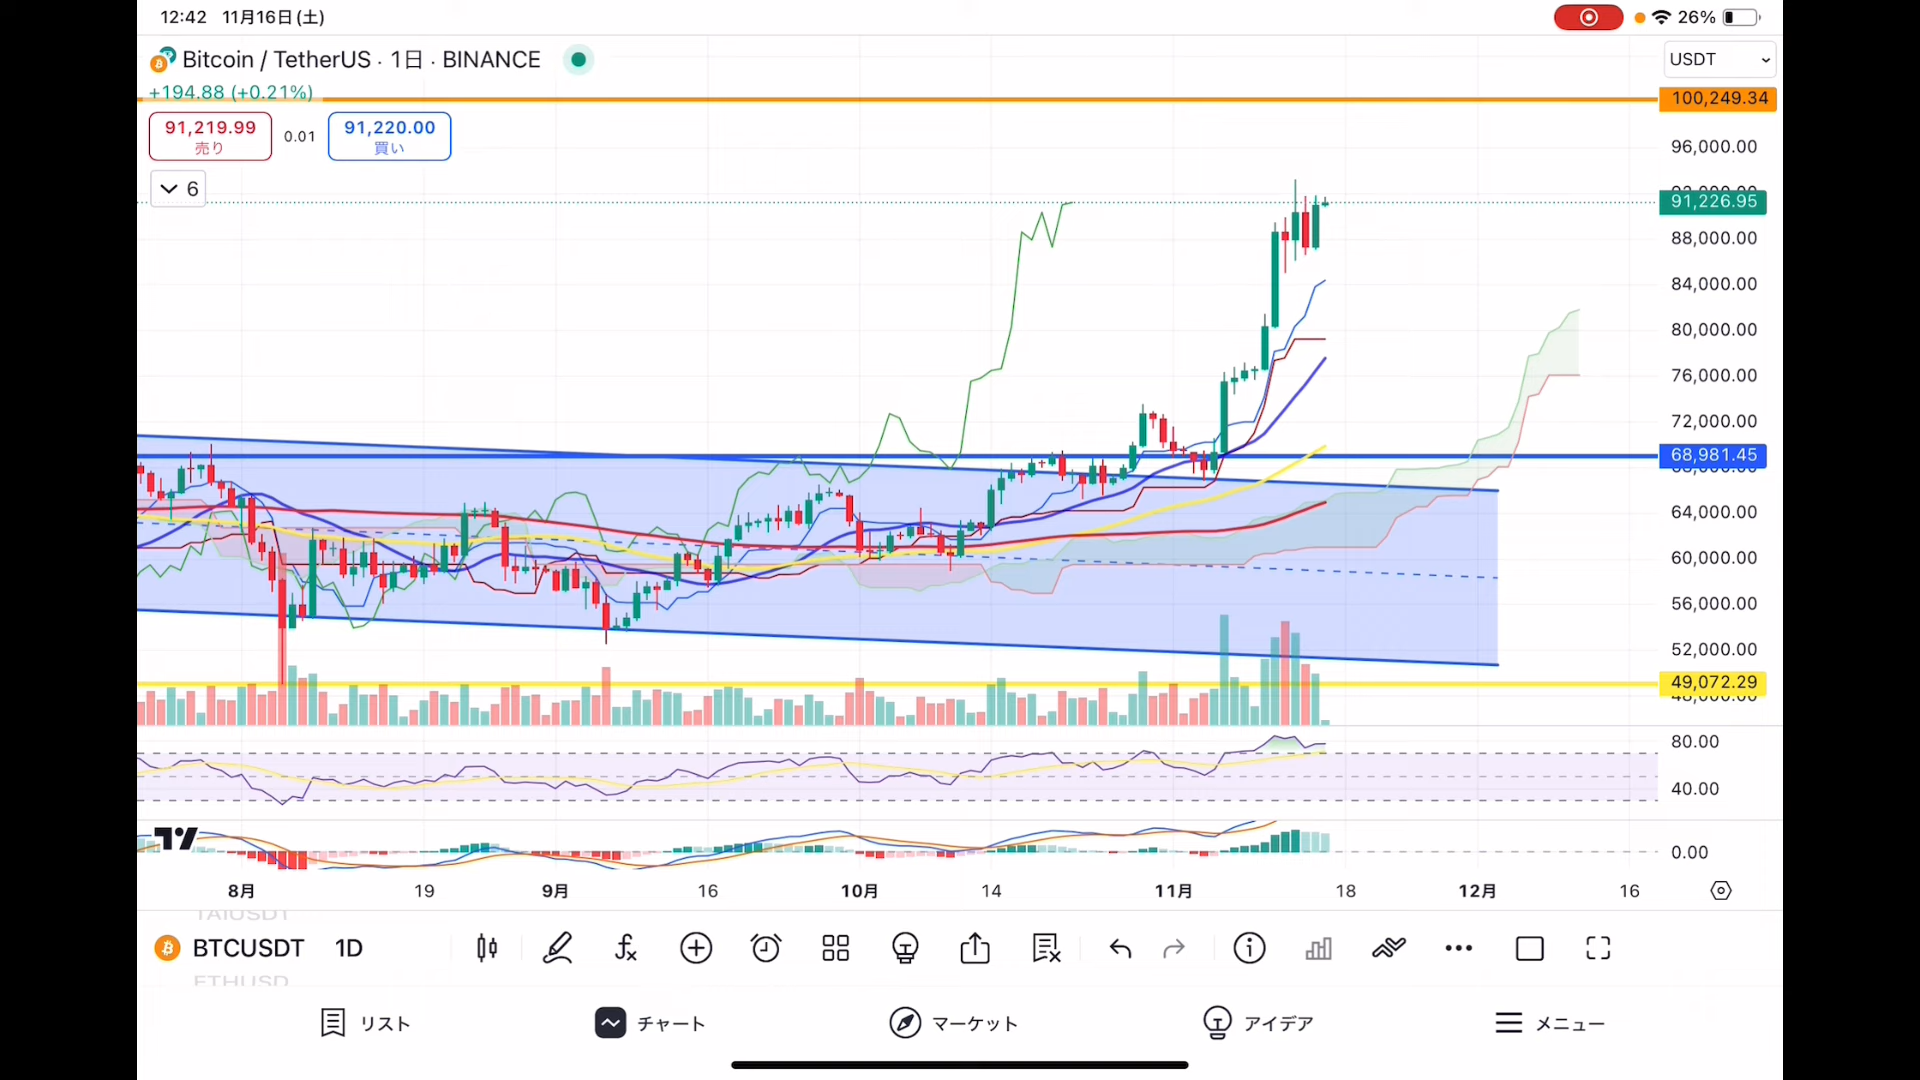 12:42 11月16日(土)
26%
Bitcoin / TetherUS · 1日 · BINANCE
USDT
+194.88 (+0.21%)
100,249.34
91,219.99
売り
0.01
91,220.00
買い
96,000.00
6
91,226.95
88,000.00
84,000.00
80,000.00
76,000.00
72,000.00
68,981.45
64,000.00
60,000.00
56,000.00
52,000.00
49,072.29
80.00
40.00
0.00
8月 19 9月 16 10月 14 11月 18 12月 16
TAIUSDT
BTCUSDT 1D
ETHUSD
リスト
チャート
マーケット
アイデア
メニュー